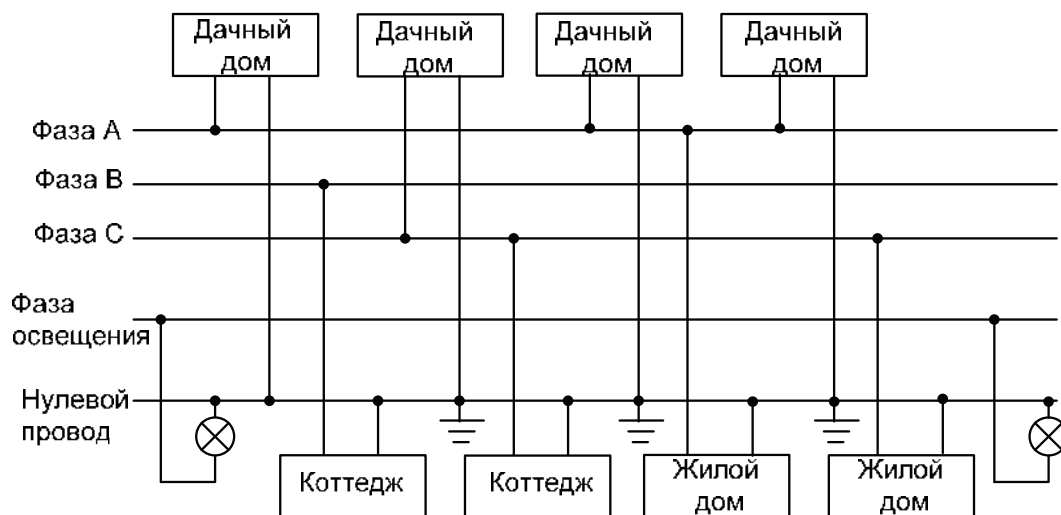 Дачный
дом
Дачный
дом
Дачный
дом
Дачный
дом
Фаза А
Фаза В
Фаза С
Фаза
освещения
Нулевой
провод
Коттедж
Коттедж
Жилой
дом
Жилой
дом